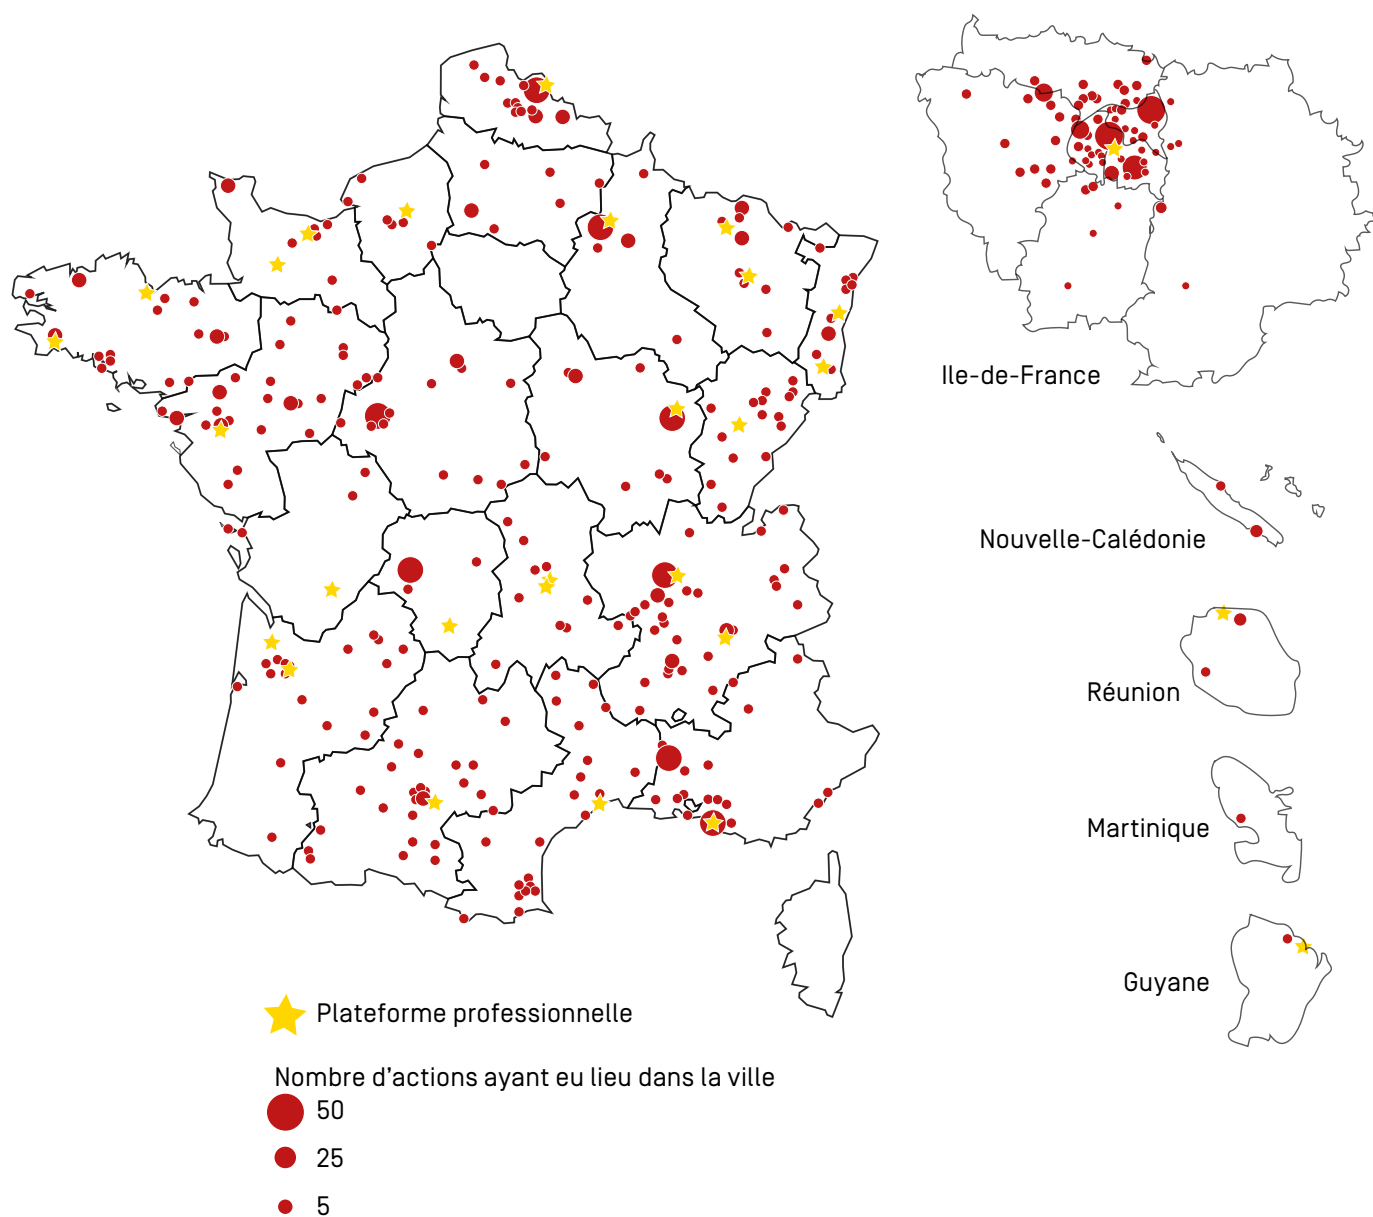 Ile-de-France
Nouvelle-Calédonie
Réunion
Martinique
Guyane
Plateforme professionnelle
Nombre d'actions ayant eu lieu dans la ville
50
25
5